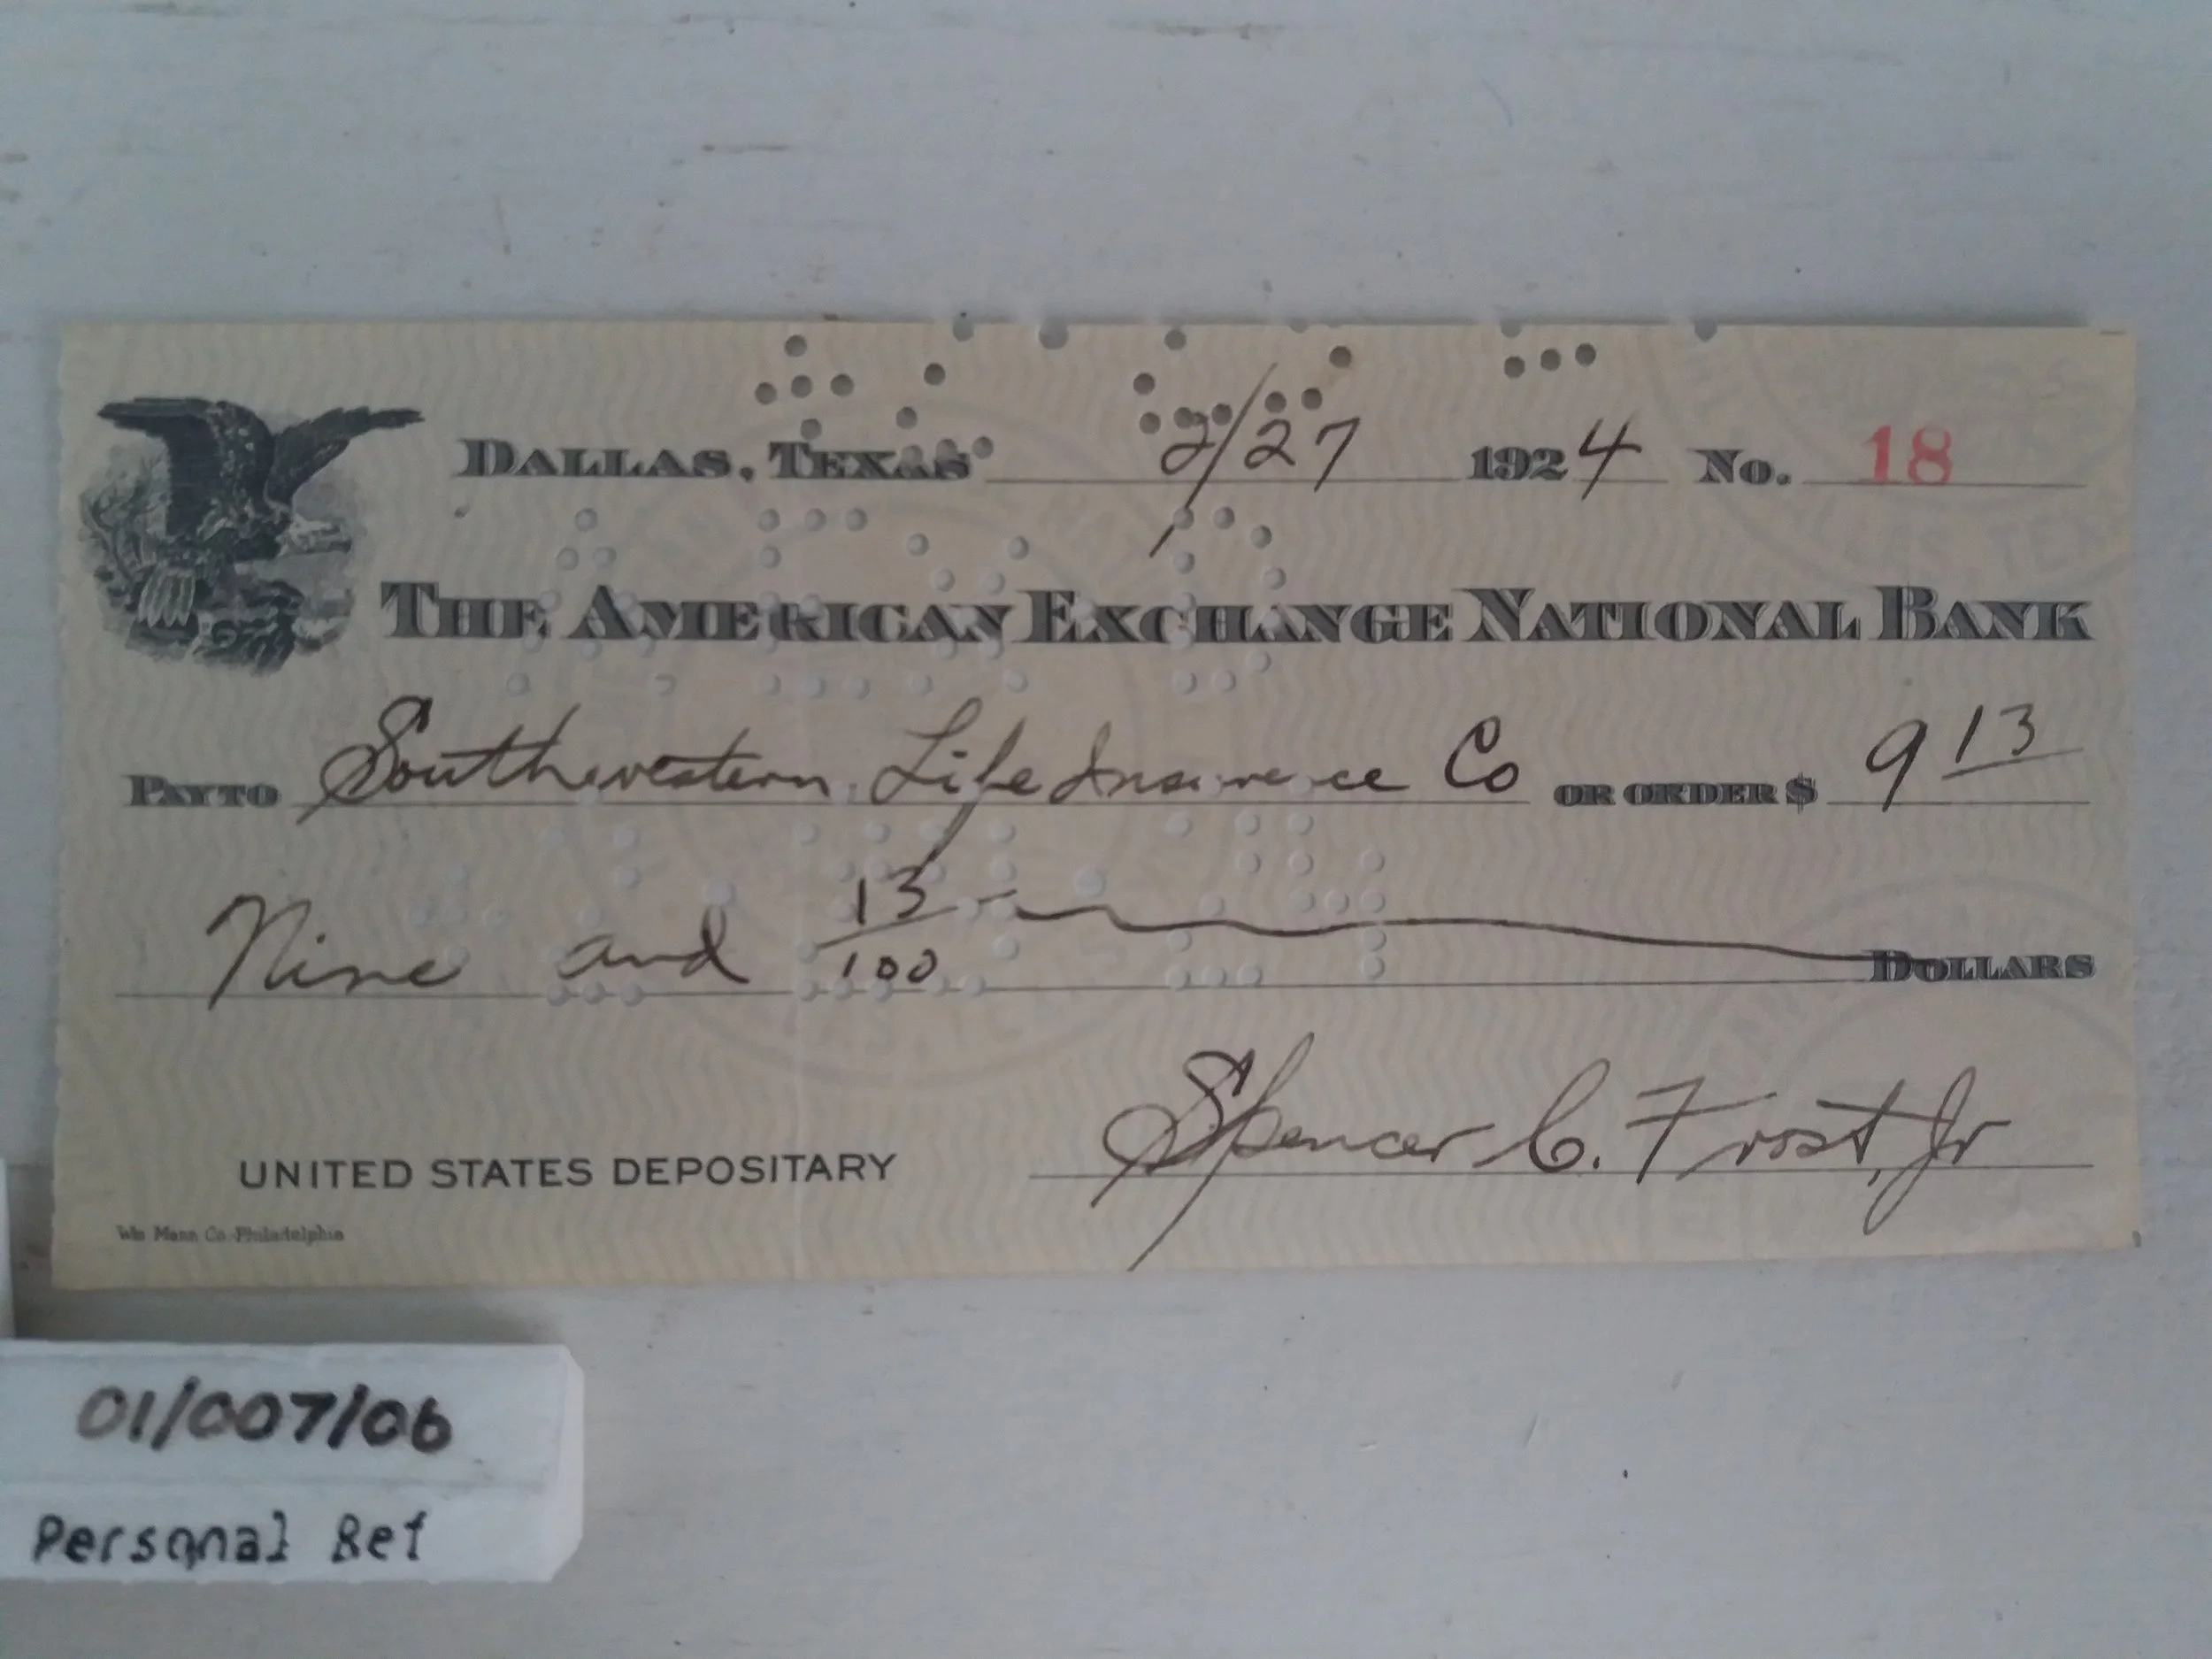 DALLAS, TEXAS 2/27 1924 No. 18
THE AMERICAN EXCHANGE NATIONAL BANK
PAY TO Southwestern Life Insurance Co OR ORDER $ 9 13
Nine and 13/100 DOLLARS
UNITED STATES DEPOSITARY Spencer C. Frost, Jr
Wm Mann Co. Philadelphia
01/007/06
Personal Ref